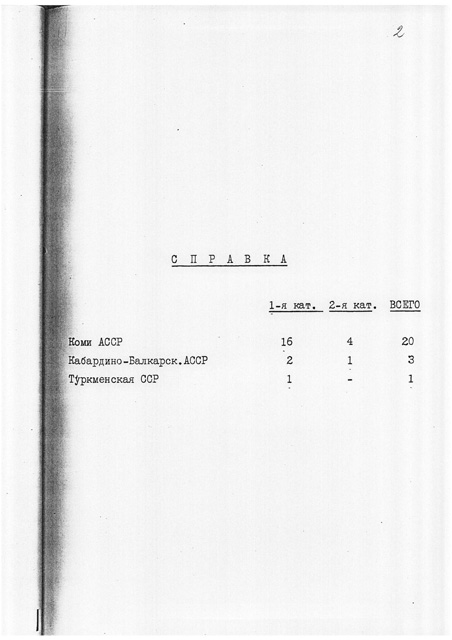 2
С П Р А В К А
1-я кат. 2-я кат. ВСЕГО
Коми АССР 16 4 20
Кабардино-Балкарск.АССР 2 1 3
Туркменская ССР 1 - 1